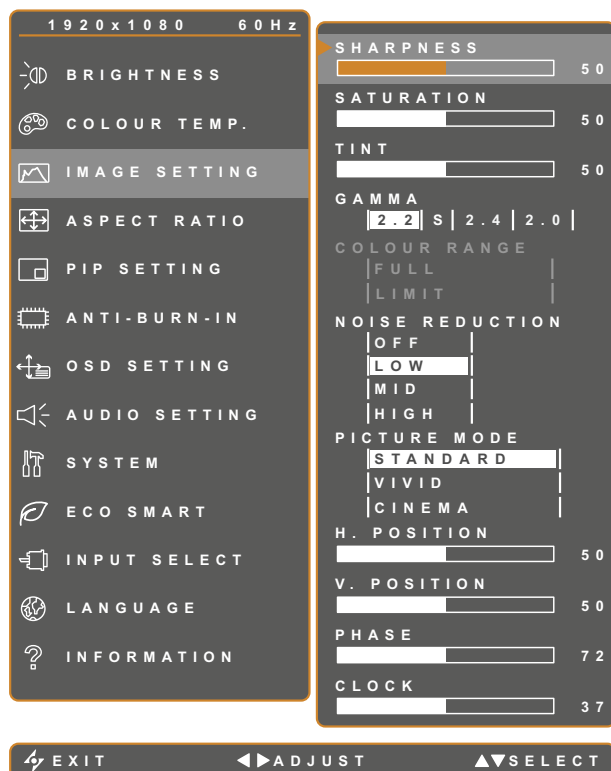 1920x1080 60Hz
BRIGHTNESS
COLOUR TEMP.
IMAGE SETTING
ASPECT RATIO
PIP SETTING
ANTI-BURN-IN
OSD SETTING
AUDIO SETTING
SYSTEM
ECO SMART
INPUT SELECT
LANGUAGE
INFORMATION
SHARPNESS
50
SATURATION
50
TINT
50
GAMMA
2.2 S 2.4 2.0
COLOUR RANGE
FULL
LIMIT
NOISE REDUCTION
OFF
LOW
MID
HIGH
PICTURE MODE
STANDARD
VIVID
CINEMA
H. POSITION
50
V. POSITION
50
PHASE
72
CLOCK
37
EXIT ADJUST SELECT